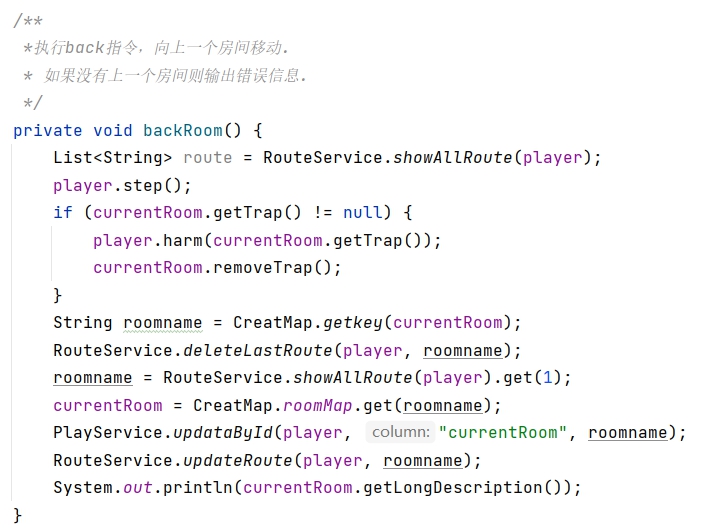 /**
 *执行back指令，向上一个房间移动.
 * 如果没有上一个房间则输出错误信息.
 */
private void backRoom() {
    List<String> route = RouteService.showAllRoute(player);
    player.step();
    if (currentRoom.getTrap() != null) {
        player.harm(currentRoom.getTrap());
        currentRoom.removeTrap();
    }
    String roomname = CreatMap.getkey(currentRoom);
    RouteService.deleteLastRoute(player, roomname);
    roomname = RouteService.showAllRoute(player).get(1);
    currentRoom = CreatMap.roomMap.get(roomname);
    PlayService.updataById(player, column: "currentRoom", roomname);
    RouteService.updateRoute(player, roomname);
    System.out.println(currentRoom.getLongDescription());
}